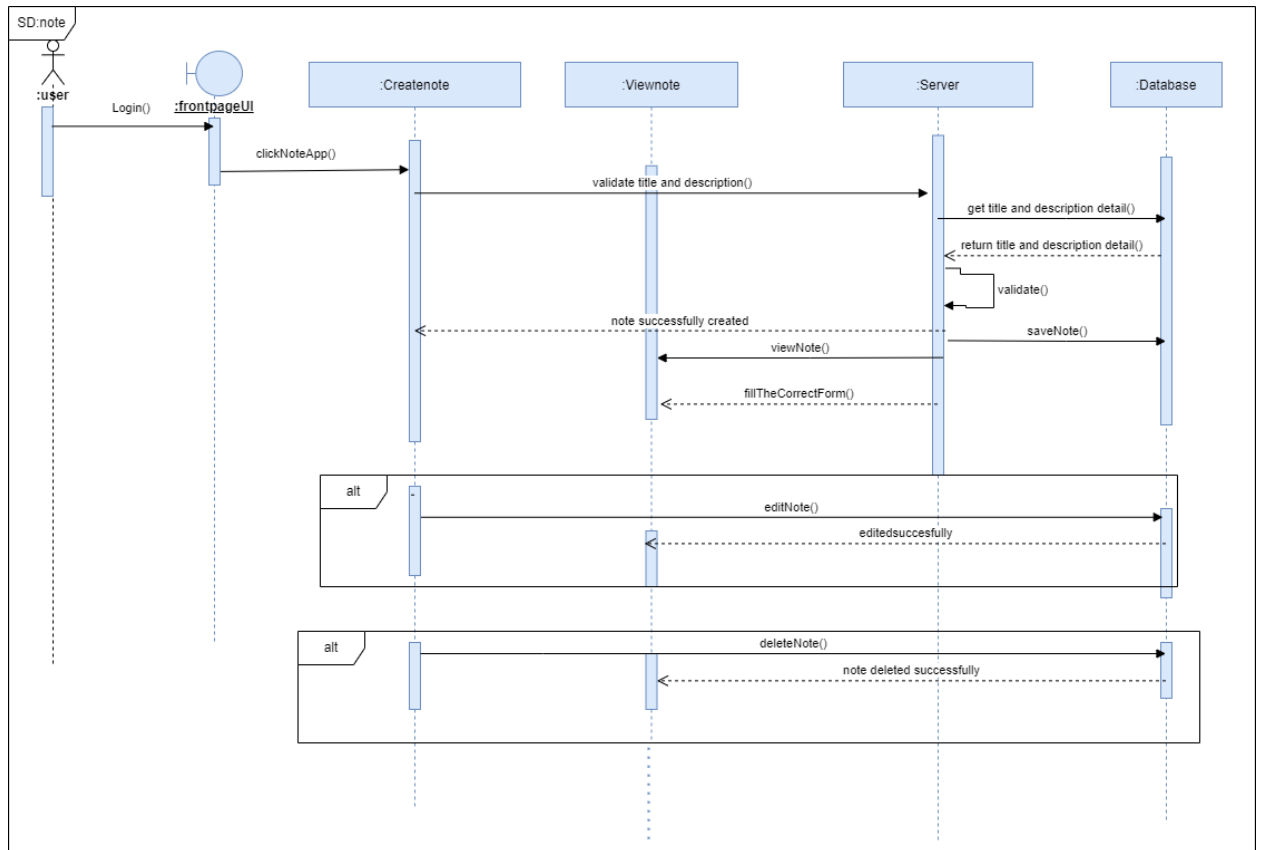 SD:note
:user
:frontpageUI
:Createnote
:Viewnote
:Server
:Database
Login()
clickNoteApp()
validate title and description()
get title and description detail()
return title and description detail()
validate()
note successfully created
saveNote()
viewNote()
fillTheCorrectForm()
alt
-
editNote()
editedsuccesfully
alt
deleteNote()
note deleted successfully